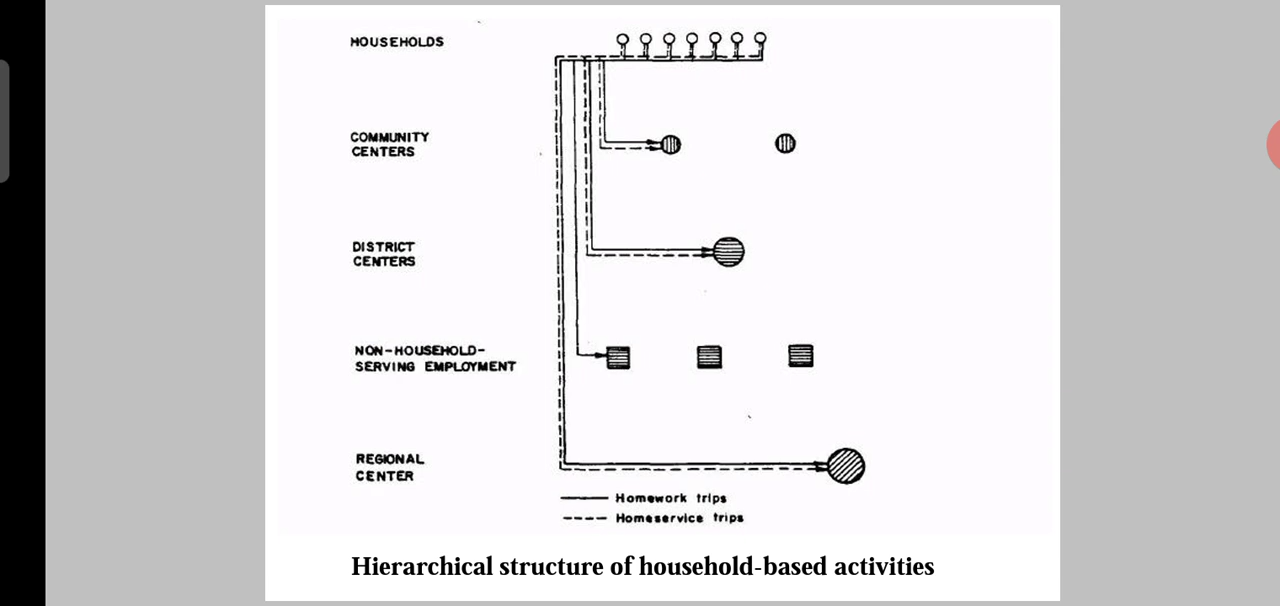 HOUSEHOLDS
COMMUNITY
CENTERS
DISTRICT
CENTERS
NON-HOUSEHOLD-
SERVING EMPLOYMENT
REGIONAL
CENTER
Homework trips
Homeservice trips
Hierarchical structure of household-based activities